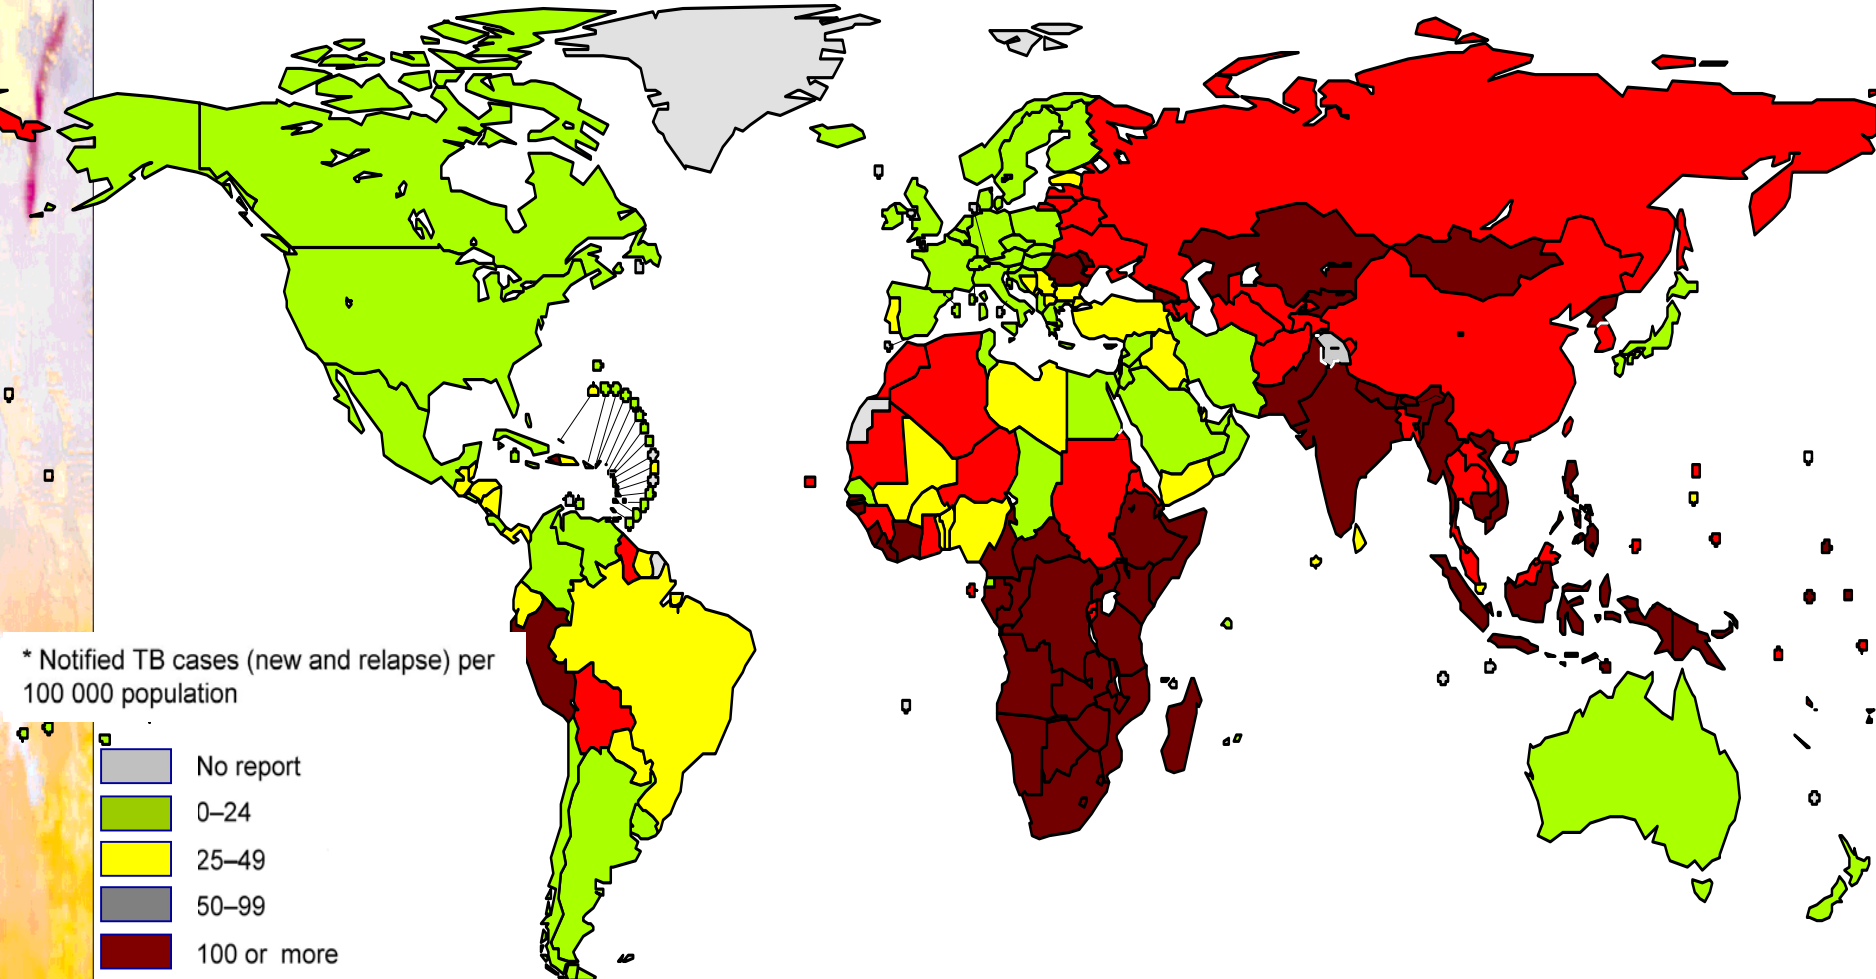 * Notified TB cases (new and relapse) per
100 000 population
No report
0–24
25–49
50–99
100 or more